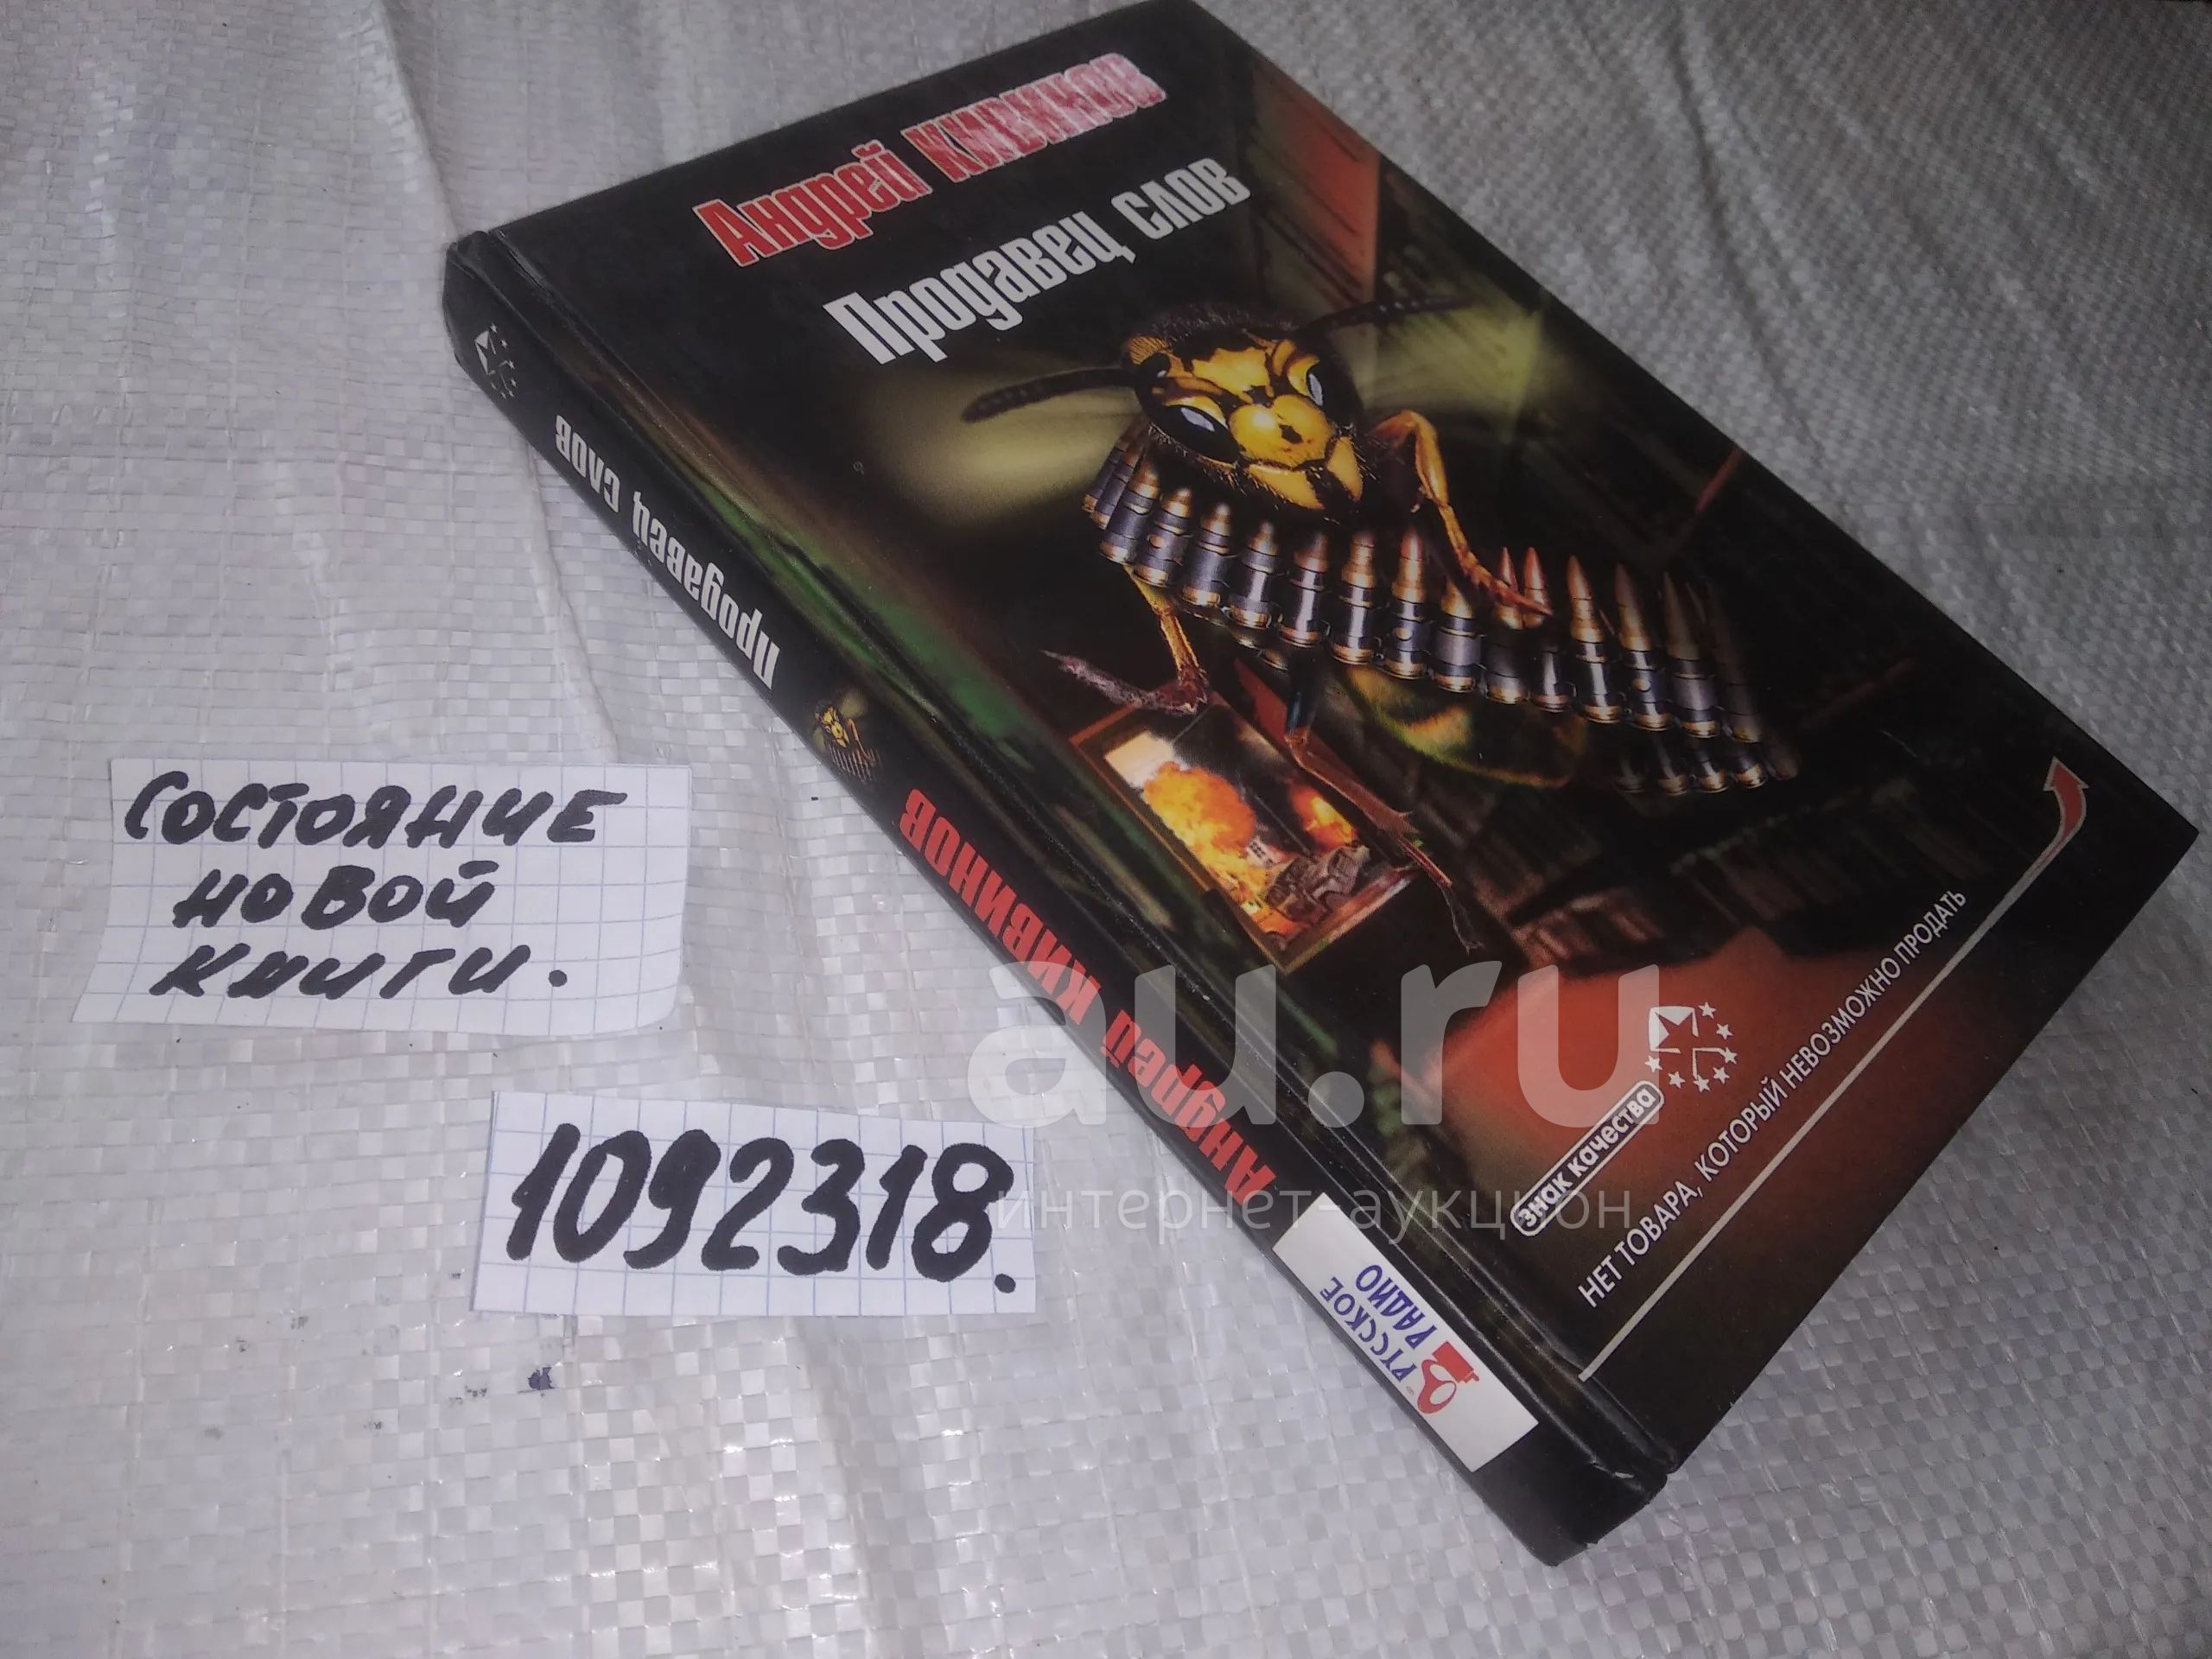 Андрей КИВИНОВ
Продавец слов
Продавец слов
Андрей КИВИНОВ
РУССКОЕ
РАДИО
Знак качества
НЕТ ТОВАРА, КОТОРЫЙ НЕВОЗМОЖНО ПРОДАТЬ
СОСТОЯНИЕ
НОВОЙ
КНИГИ.
1092318.
au.ru
интернет-аукцион